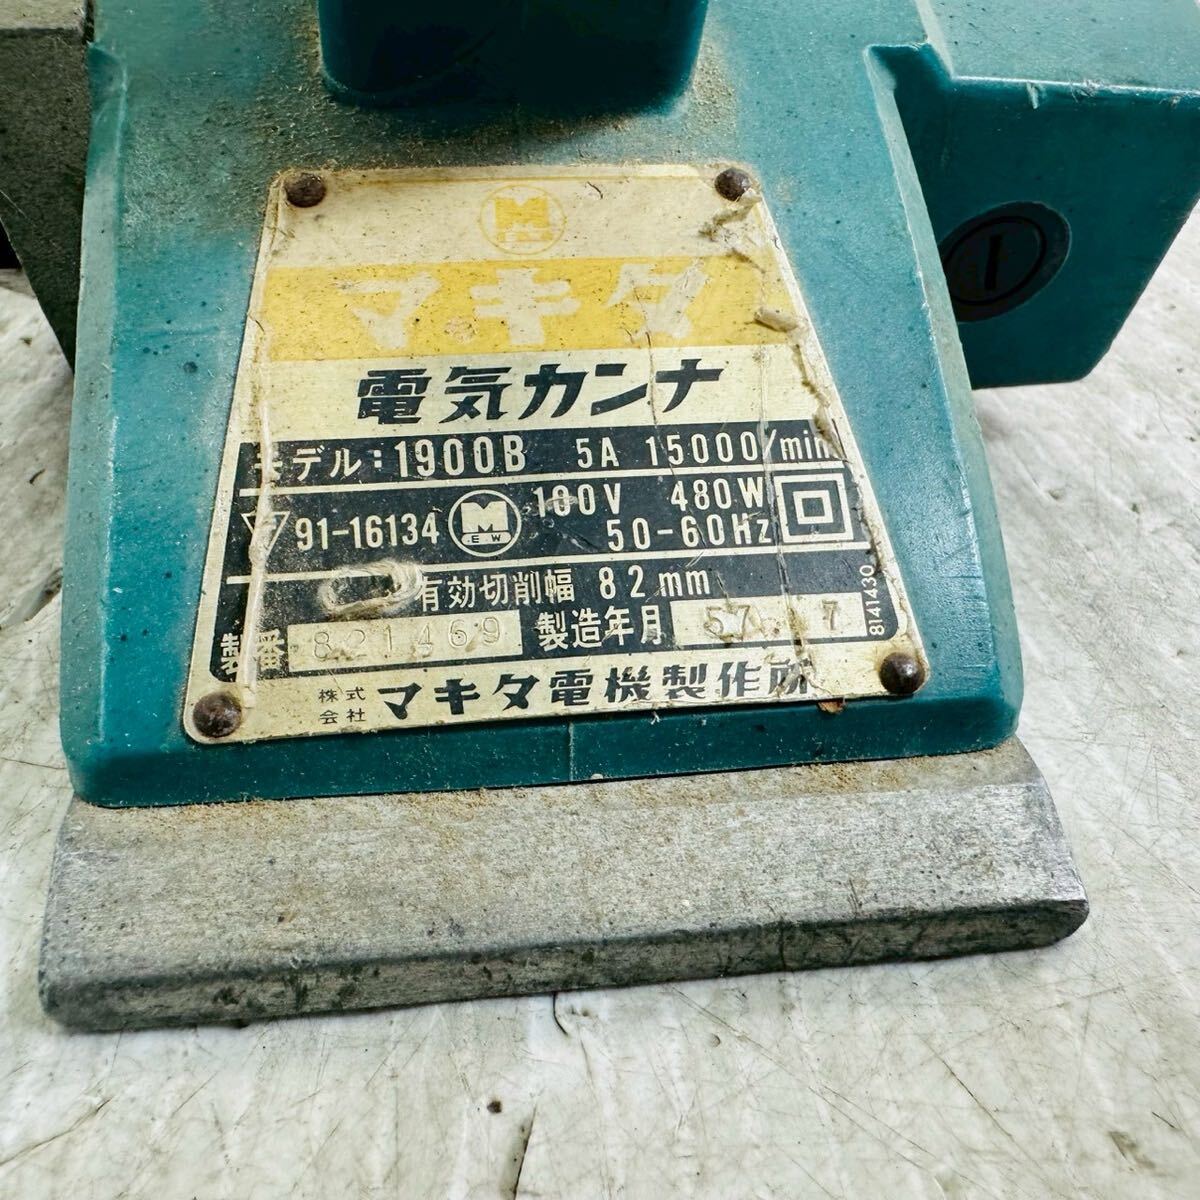 M
マキタ
電気カンナ
モデル:1900B 5A 15000/min
91-16134 M E W 100V 480W
50-60Hz
有効切削幅 82mm
製番 821469 製造年月 57 7
8141430
株式会社 マキタ電機製作所